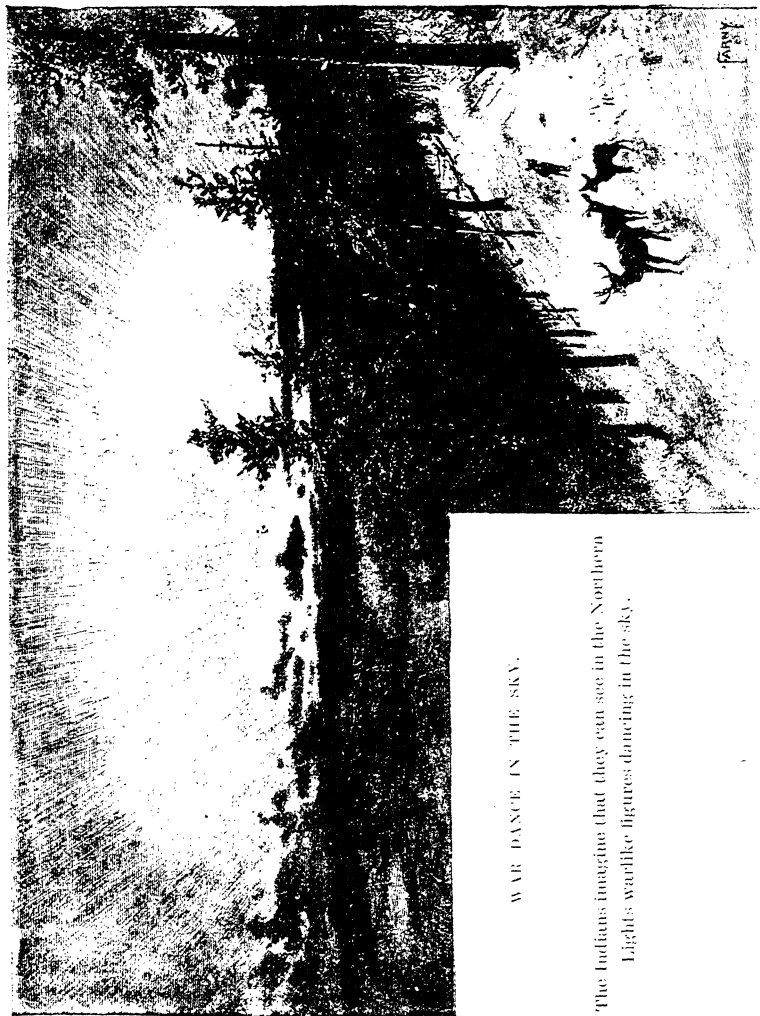 WAR DANCE IN THE SKY.
The Indians imagine that they can see in the Northern
Lights warlike figures dancing in the sky.
ARNY